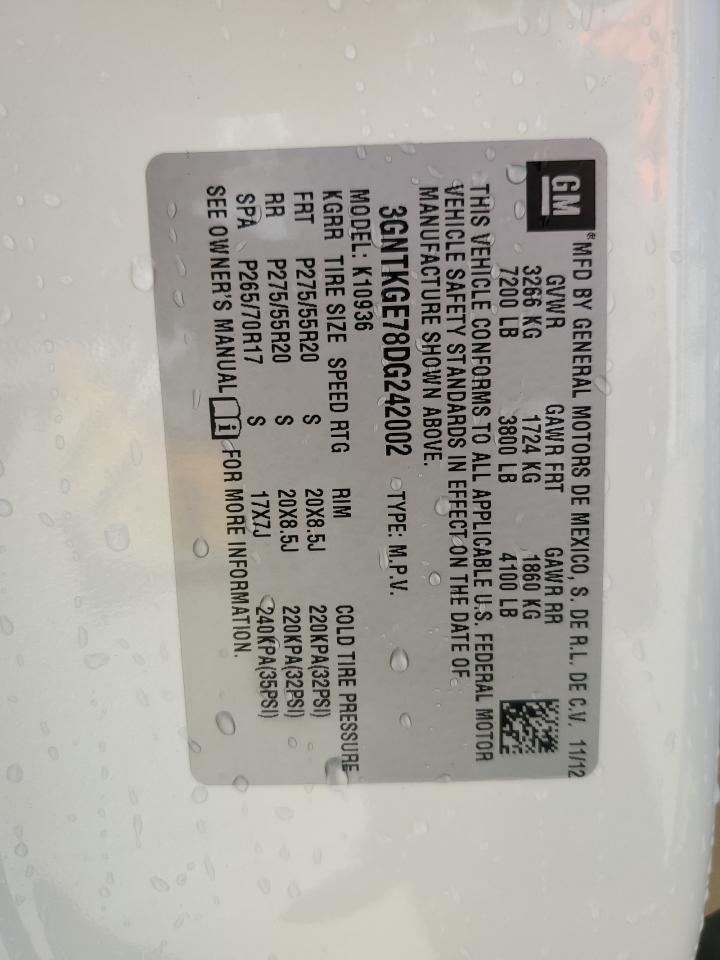 GM® MFD BY GENERAL MOTORS DE MEXICO, S. DE R.L. DE C.V. 11/12
GVWR GAWR FRT GAWR RR
3266 KG 1724 KG 1860 KG
7200 LB 3800 LB 4100 LB
THIS VEHICLE CONFORMS TO ALL APPLICABLE U.S. FEDERAL MOTOR
VEHICLE SAFETY STANDARDS IN EFFECT ON THE DATE OF
MANUFACTURE SHOWN ABOVE.
3GNTKGE78DG242002 TYPE: M.P.V.
MODEL: K10936
KGRR TIRE SIZE SPEED RTG RIM COLD TIRE PRESSURE
FRT P275/55R20 S 20X8.5J 220KPA(32PSI)
RR P275/55R20 S 20X8.5J 220KPA(32PSI)
SPA P265/70R17 S 17X7J 240KPA(35PSI)
SEE OWNER'S MANUAL i FOR MORE INFORMATION.